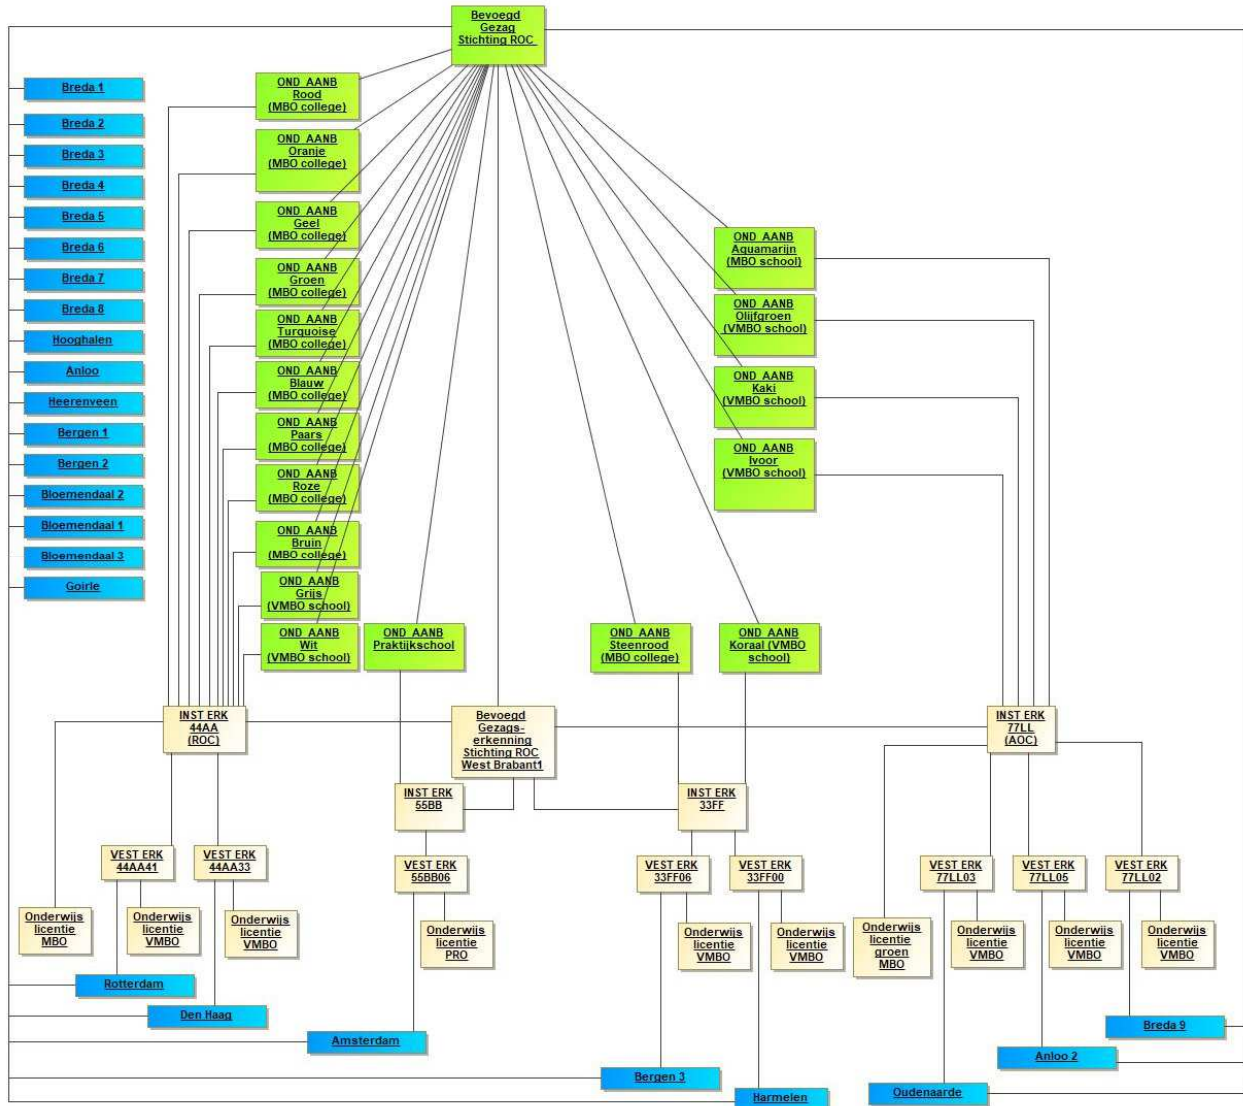 Bevoegd
Gezag
Stichting ROC
Breda 1
Breda 2
Breda 3
Breda 4
Breda 5
Breda 6
Breda 7
Breda 8
Hooghalen
Anloo
Heerenveen
Bergen 1
Bergen 2
Bloemendaal 2
Bloemendaal 1
Bloemendaal 3
Goirle
OND_AANB
Rood
(MBO college)
OND_AANB
Oranje
(MBO college)
OND_AANB
Geel
(MBO college)
OND_AANB
Groen
(MBO college)
OND_AANB
Turquoise
(MBO college)
OND_AANB
Blauw
(MBO college)
OND_AANB
Paars
(MBO college)
OND_AANB
Roze
(MBO college)
OND_AANB
Bruin
(MBO college)
OND_AANB
Grijs
(VMBO school)
OND_AANB
Wit
(VMBO school)
OND_AANB
Praktijkschool
OND_AANB
Steenrood
(MBO college)
OND_AANB
Koraal (VMBO
school)
OND_AANB
Aquamarijn
(MBO school)
OND_AANB
Olijfgroen
(VMBO school)
OND_AANB
Kaki
(VMBO school)
OND_AANB
Ivoor
(VMBO school)
INST ERK
44AA
(ROC)
Bevoegd
Gezags-
erkenning
Stichting ROC
West Brabant1
INST ERK
77LL
(AOC)
INST ERK
55BB
INST ERK
33FF
VEST ERK
44AA41
VEST ERK
44AA33
VEST ERK
55BB06
VEST ERK
33FF06
VEST ERK
33FF00
VEST ERK
77LL03
VEST ERK
77LL05
VEST ERK
77LL02
Onderwijs
licentie
MBO
Onderwijs
licentie
VMBO
Onderwijs
licentie
VMBO
Onderwijs
licentie
PRO
Onderwijs
licentie
VMBO
Onderwijs
licentie
VMBO
Onderwijs
licentie
groen
MBO
Onderwijs
licentie
VMBO
Onderwijs
licentie
VMBO
Onderwijs
licentie
VMBO
Rotterdam
Den Haag
Amsterdam
Bergen 3
Harmelen
Oudenaarde
Anloo 2
Breda 9